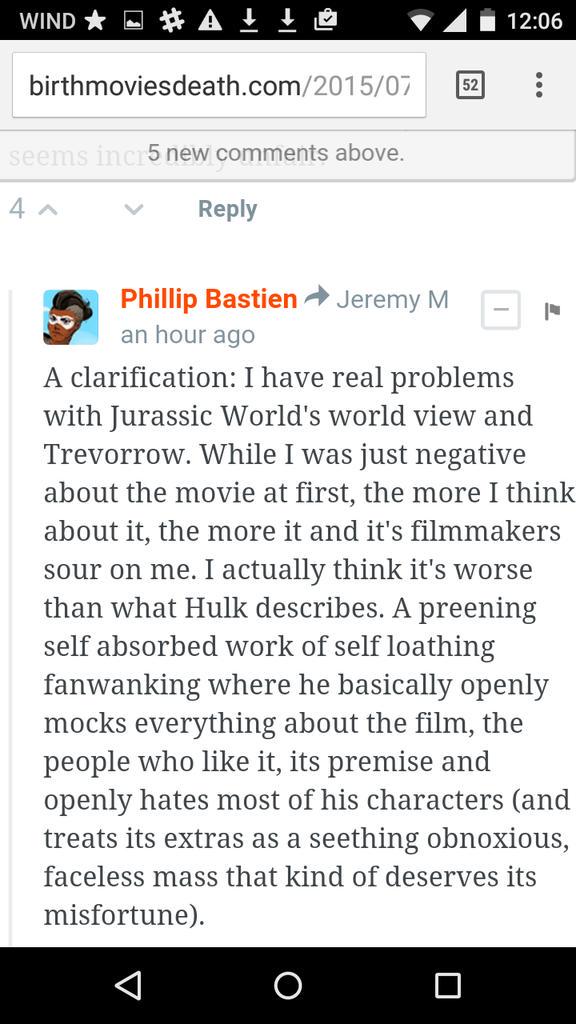 WIND 12:06
birthmoviesdeath.com/2015/07
52
seems incredibly unfair.
5 new comments above.
4 Reply
Phillip Bastien Jeremy M
an hour ago
A clarification: I have real problems
with Jurassic World's world view and
Trevorrow. While I was just negative
about the movie at first, the more I think
about it, the more it and it's filmmakers
sour on me. I actually think it's worse
than what Hulk describes. A preening
self absorbed work of self loathing
fanwanking where he basically openly
mocks everything about the film, the
people who like it, its premise and
openly hates most of his characters (and
treats its extras as a seething obnoxious,
faceless mass that kind of deserves its
misfortune).